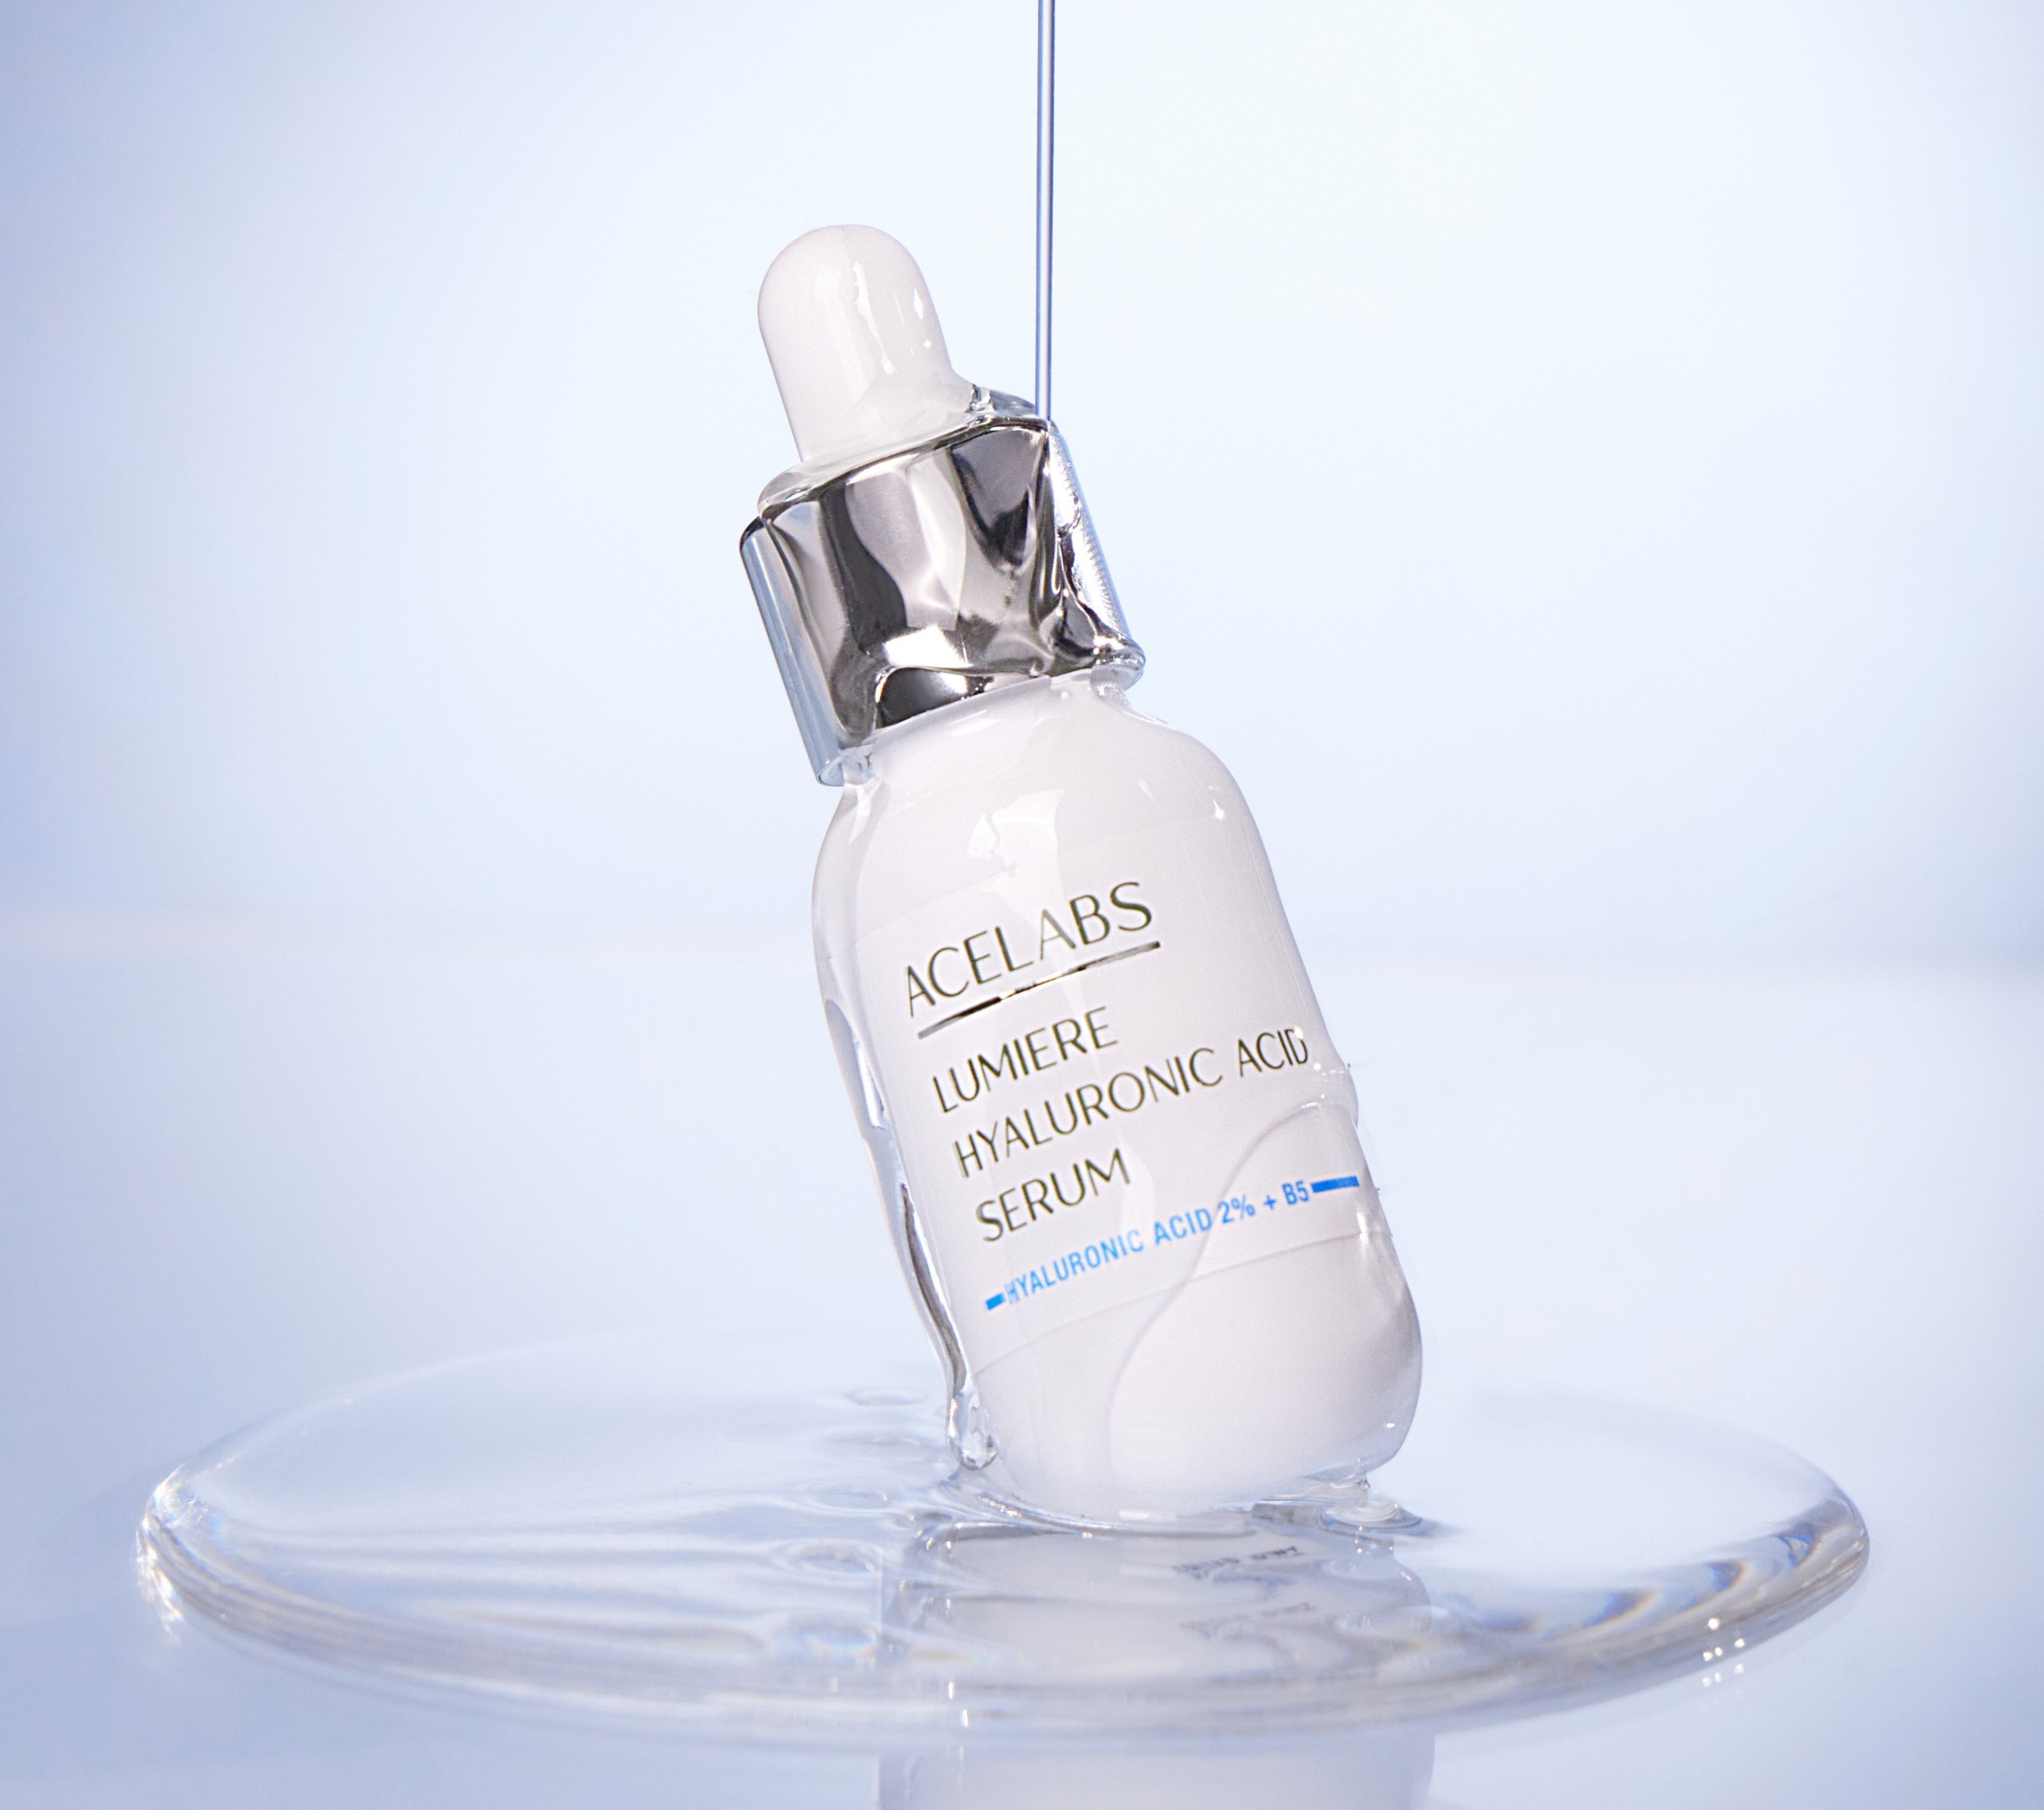 ACELABS
LUMIERE
HYALURONIC ACID
SERUM
HYALURONIC ACID 2% + B5